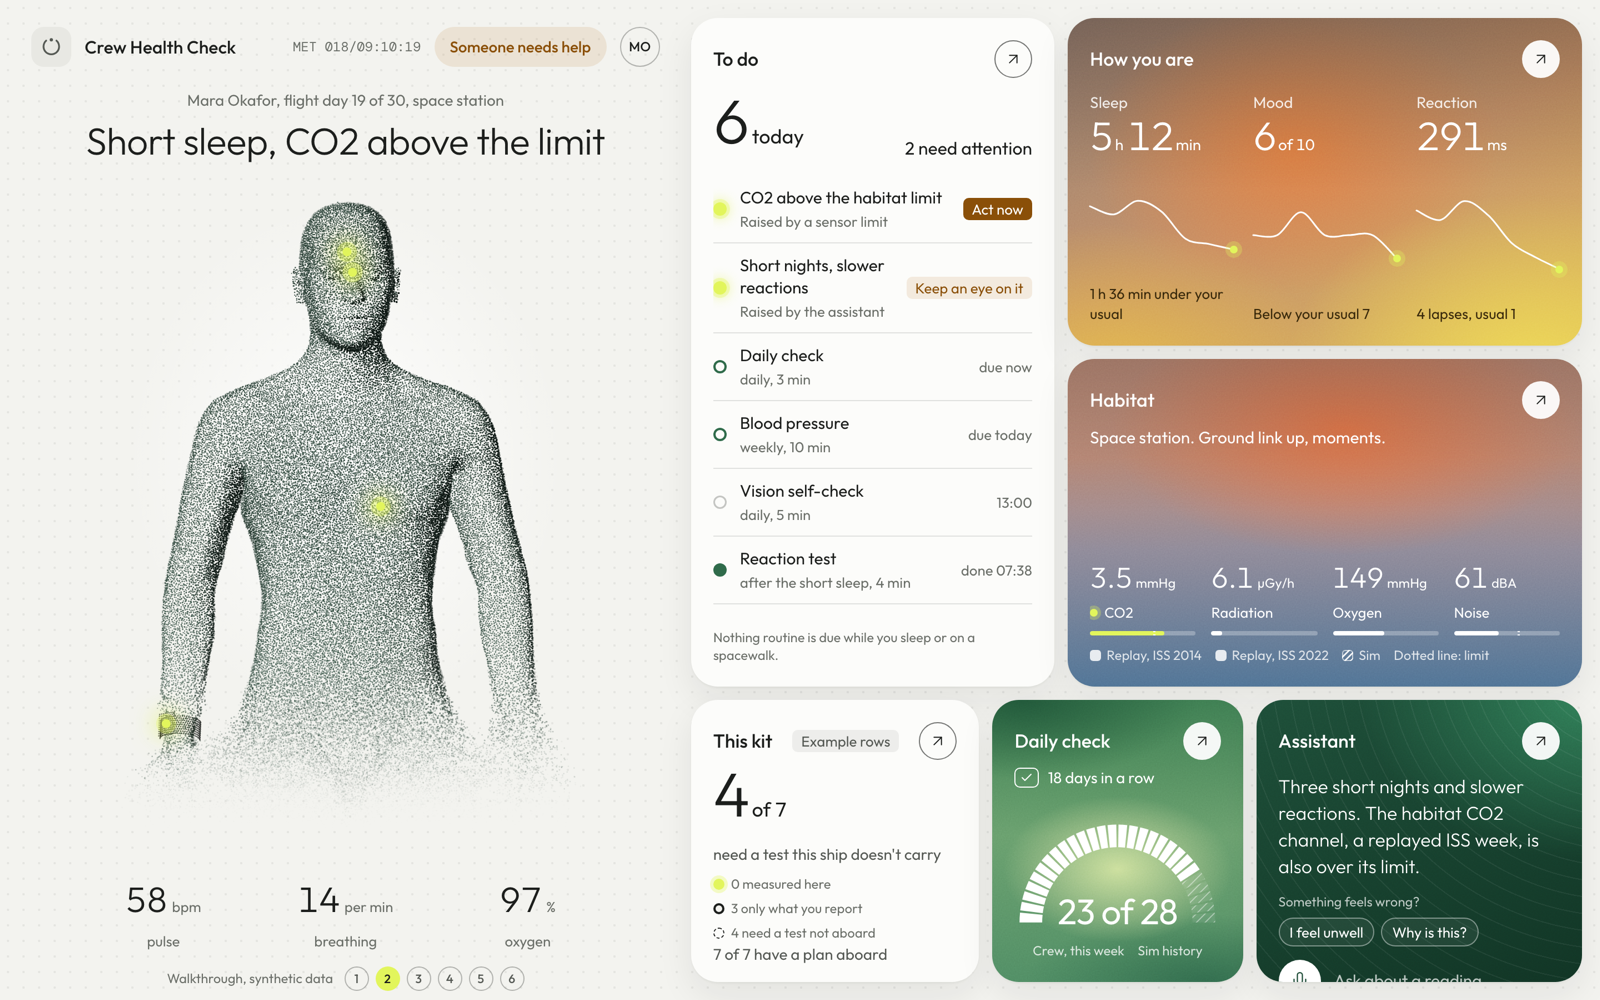 Crew Health Check
MET 018/09:10:19
Someone needs help
MO
Mara Okafor, flight day 19 of 30, space station
Short sleep, CO2 above the limit
58 bpm
pulse
14 per min
breathing
97 %
oxygen
Walkthrough, synthetic data
1 2 3 4 5 6
To do
6 today
2 need attention
CO2 above the habitat limit
Raised by a sensor limit
Act now
Short nights, slower
reactions
Raised by the assistant
Keep an eye on it
Daily check
daily, 3 min
due now
Blood pressure
weekly, 10 min
due today
Vision self-check
daily, 5 min
13:00
Reaction test
after the short sleep, 4 min
done 07:38
Nothing routine is due while you sleep or on a
spacewalk.
How you are
Sleep
5 h 12 min
1 h 36 min under your
usual
Mood
6 of 10
Below your usual 7
Reaction
291 ms
4 lapses, usual 1
Habitat
Space station. Ground link up, moments.
3.5 mmHg
CO2
6.1 µGy/h
Radiation
149 mmHg
Oxygen
61 dBA
Noise
Replay, ISS 2014
Replay, ISS 2022
Sim
Dotted line: limit
This kit
Example rows
4 of 7
need a test this ship doesn't carry
0 measured here
3 only what you report
4 need a test not aboard
7 of 7 have a plan aboard
Daily check
18 days in a row
23 of 28
Crew, this week
Sim history
Assistant
Three short nights and slower
reactions. The habitat CO2
channel, a replayed ISS week, is
also over its limit.
Something feels wrong?
I feel unwell
Why is this?
Ask about a reading